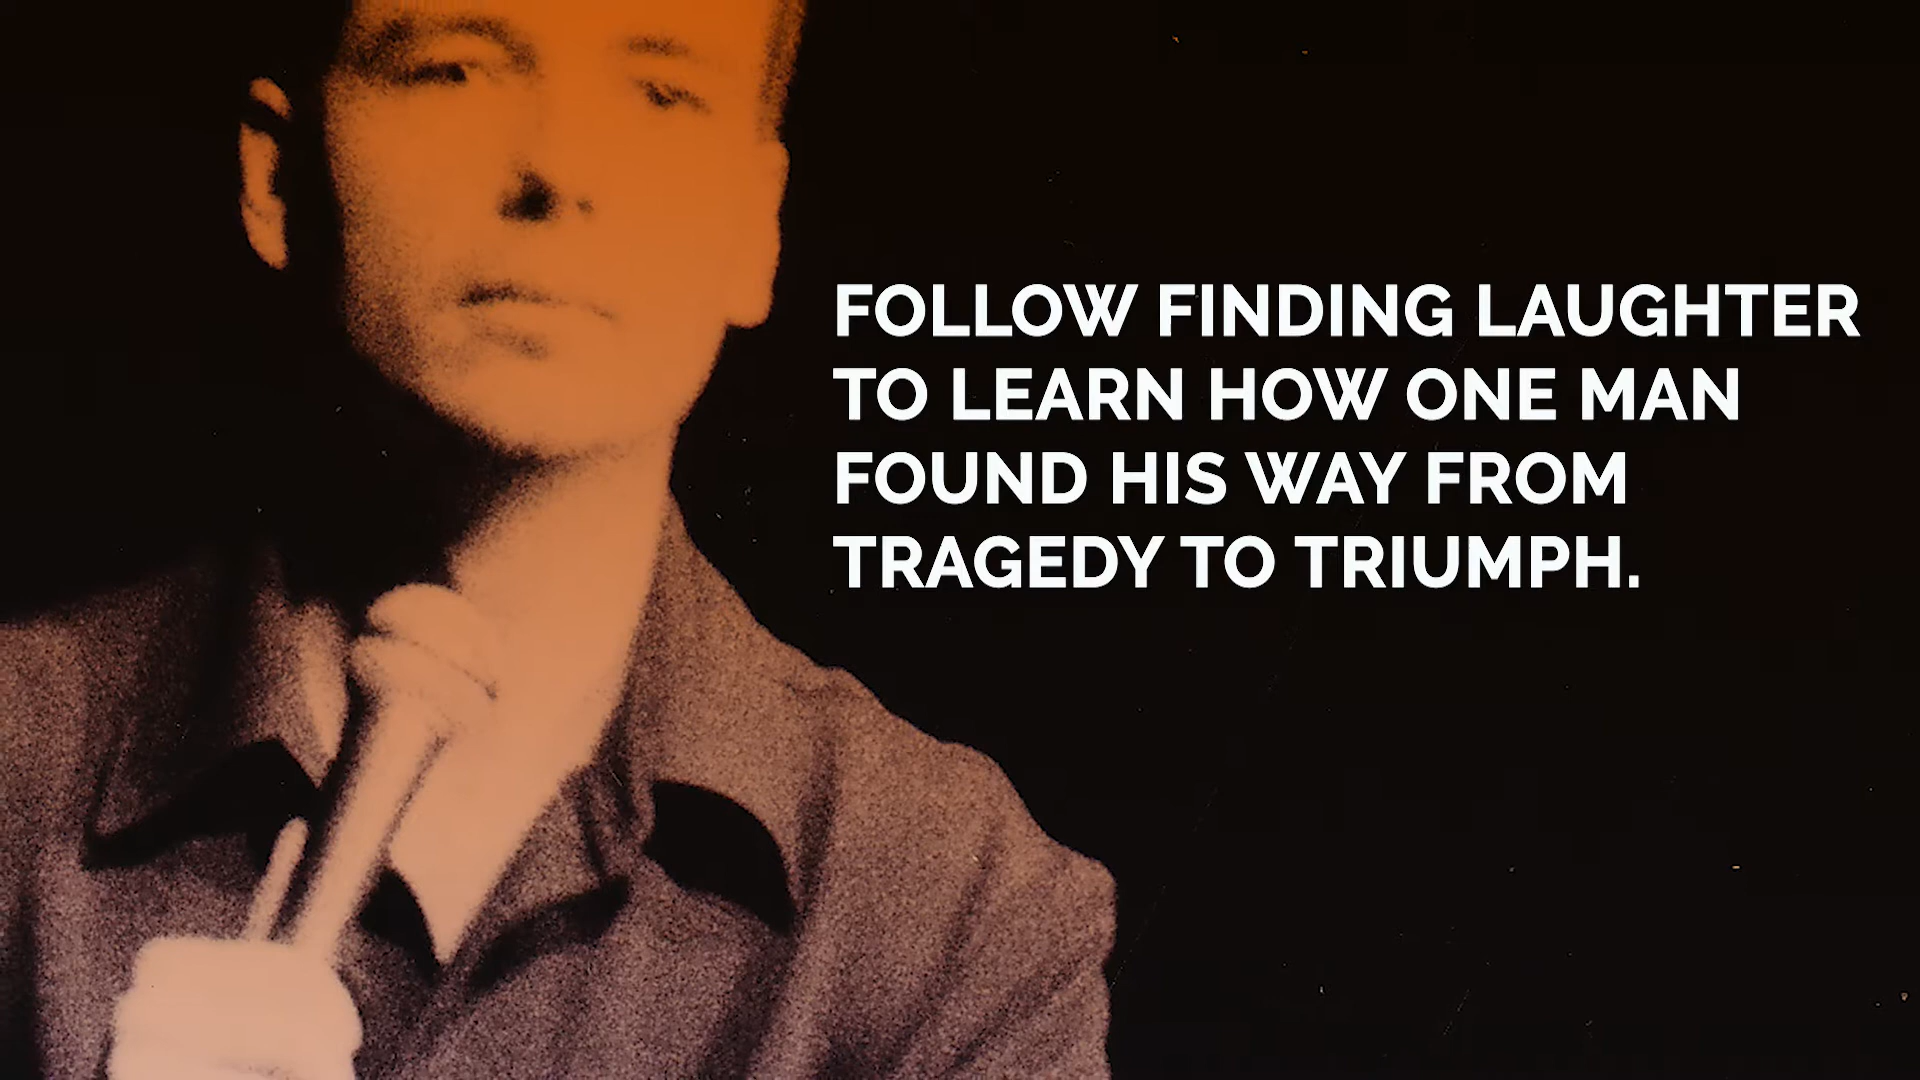 FOLLOW FINDING LAUGHTER
TO LEARN HOW ONE MAN
FOUND HIS WAY FROM
TRAGEDY TO TRIUMPH.